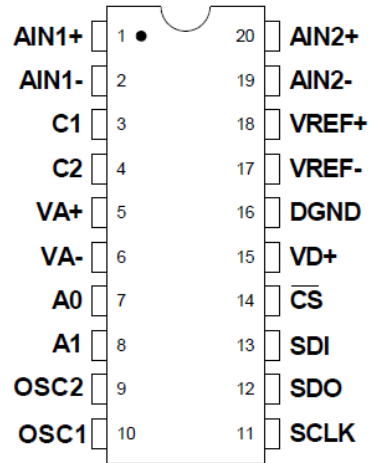 AIN1+ 1 20 AIN2+
AIN1- 2 19 AIN2-
C1 3 18 VREF+
C2 4 17 VREF-
VA+ 5 16 DGND
VA- 6 15 VD+
A0 7 14 C̅S̅
A1 8 13 SDI
OSC2 9 12 SDO
OSC1 10 11 SCLK